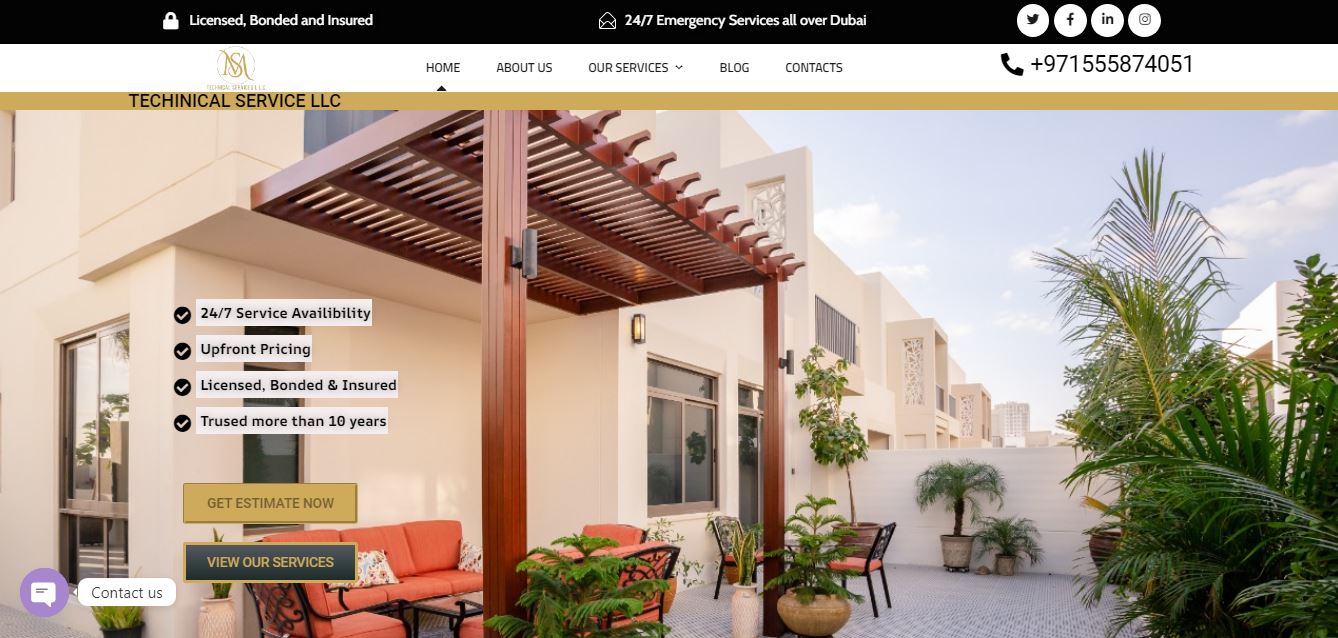 Licensed, Bonded and Insured
24/7 Emergency Services all over Dubai
HOME
ABOUT US
OUR SERVICES
BLOG
CONTACTS
+971555874051
TECHNICAL SERVICES L.L.C
TECHINICAL SERVICE LLC
24/7 Service Availibility
Upfront Pricing
Licensed, Bonded & Insured
Trused more than 10 years
GET ESTIMATE NOW
VIEW OUR SERVICES
Contact us